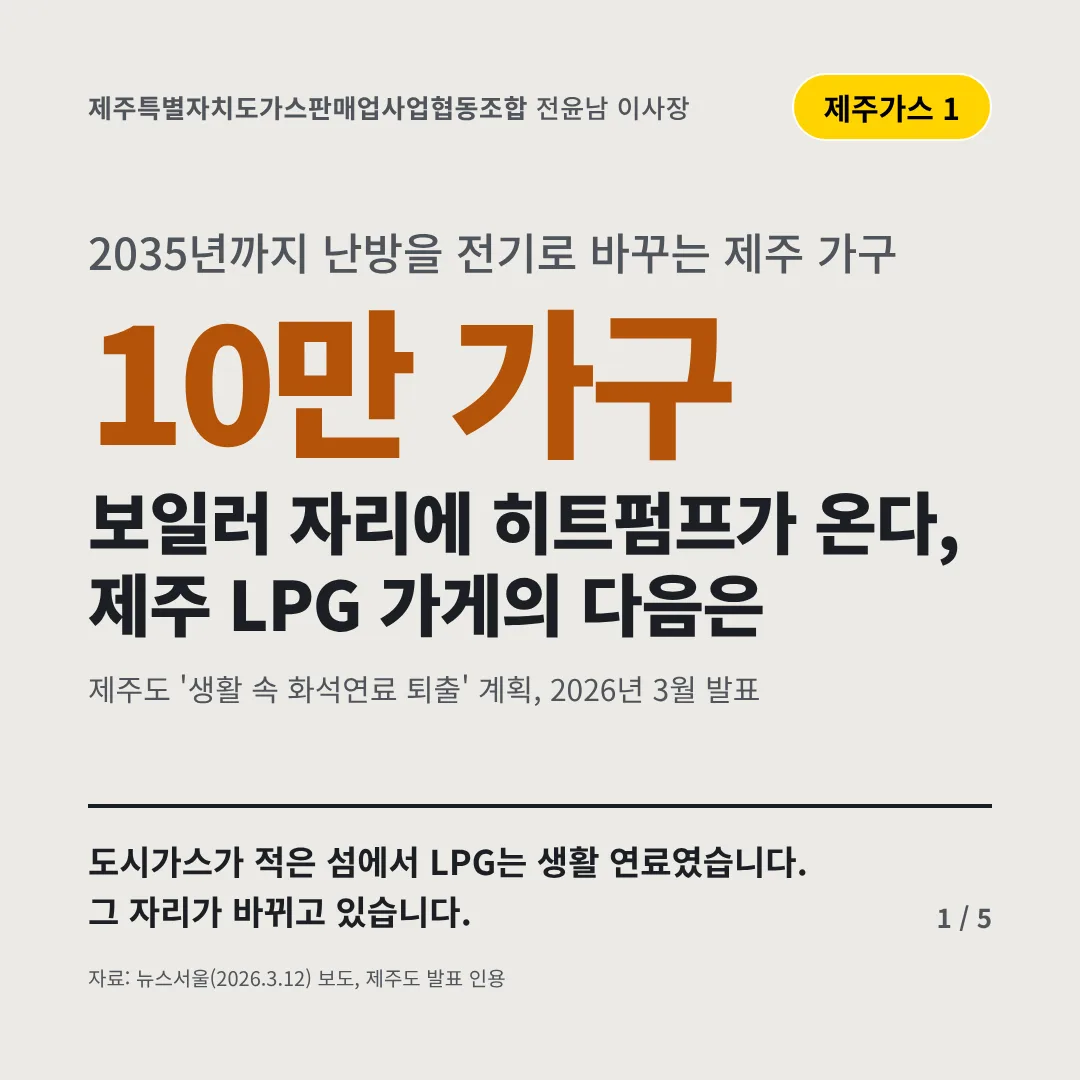 제주특별자치도가스판매업사업협동조합 전윤남 이사장
제주가스 1
2035년까지 난방을 전기로 바꾸는 제주 가구
10만 가구
보일러 자리에 히트펌프가 온다,
제주 LPG 가게의 다음은
제주도 '생활 속 화석연료 퇴출' 계획, 2026년 3월 발표
도시가스가 적은 섬에서 LPG는 생활 연료였습니다.
그 자리가 바뀌고 있습니다.
1 / 5
자료: 뉴스서울(2026.3.12) 보도, 제주도 발표 인용